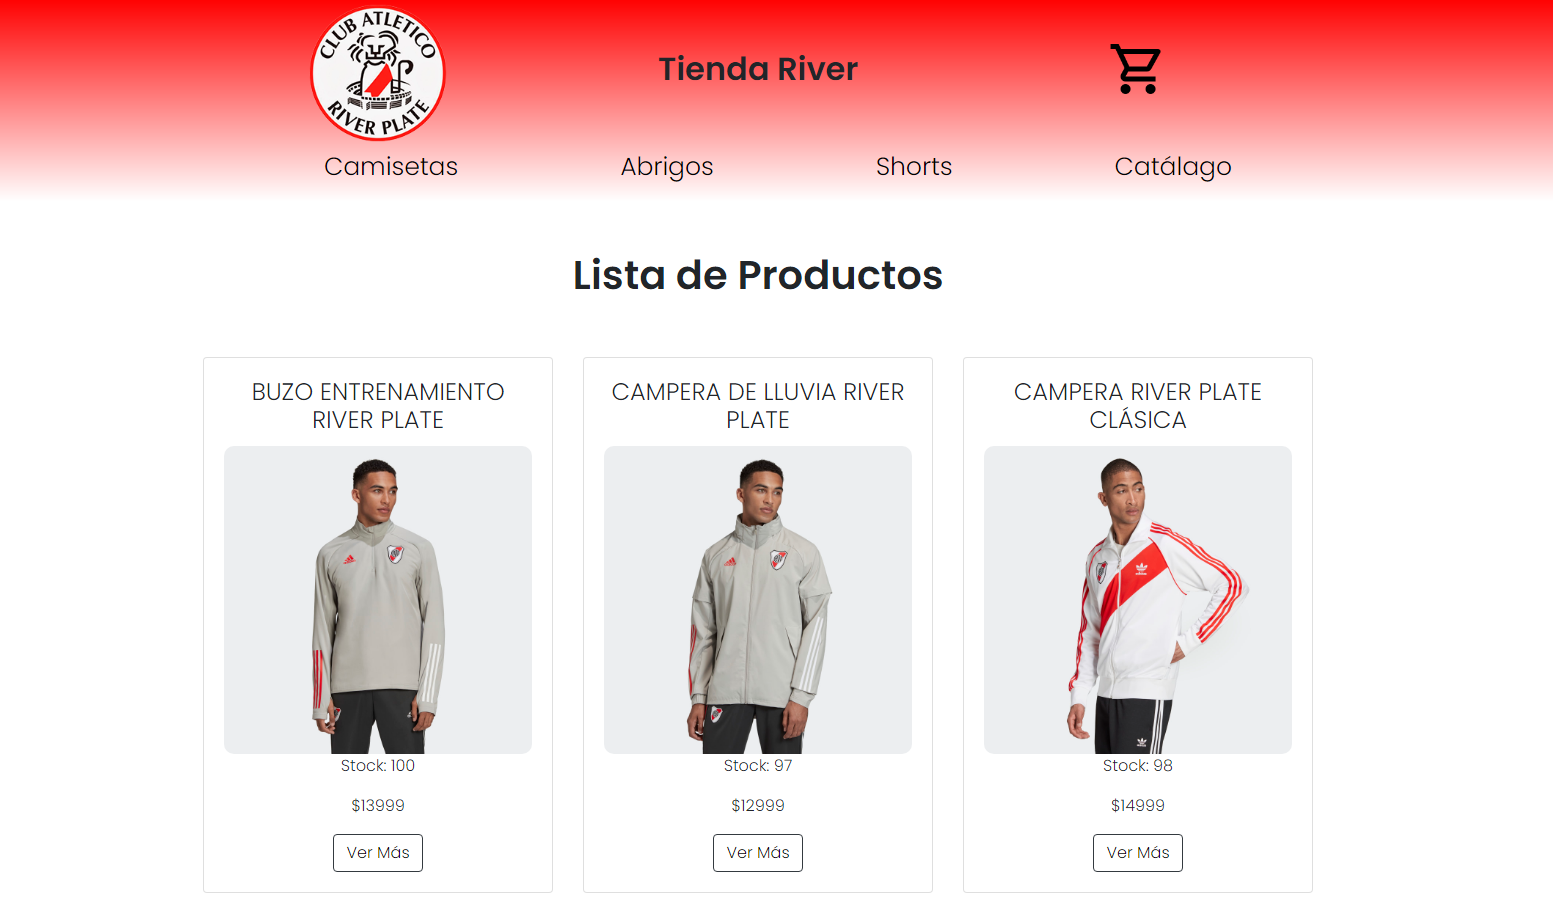 CLUB ATLETICO
RIVER PLATE
Tienda River
Camisetas
Abrigos
Shorts
Catálago
Lista de Productos
BUZO ENTRENAMIENTO
RIVER PLATE
Stock: 100
$13999
Ver Más
CAMPERA DE LLUVIA RIVER
PLATE
Stock: 97
$12999
Ver Más
CAMPERA RIVER PLATE
CLÁSICA
Stock: 98
$14999
Ver Más